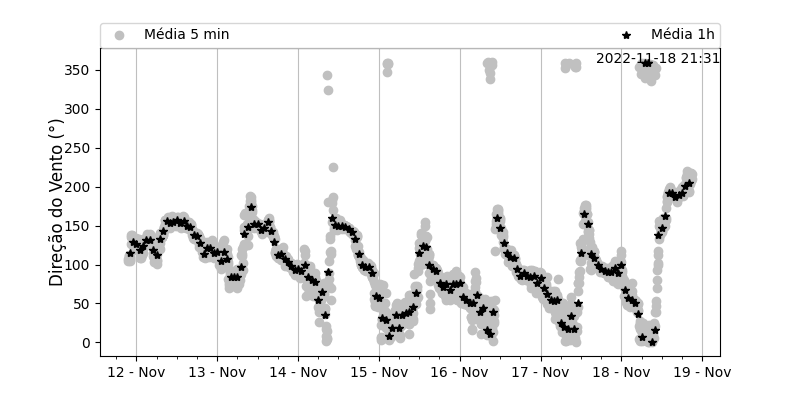 Média 5 min
Média 1h
2022-11-18 21:31
Direção do Vento (°)
350
300
250
200
150
100
50
0
12 - Nov
13 - Nov
14 - Nov
15 - Nov
16 - Nov
17 - Nov
18 - Nov
19 - Nov